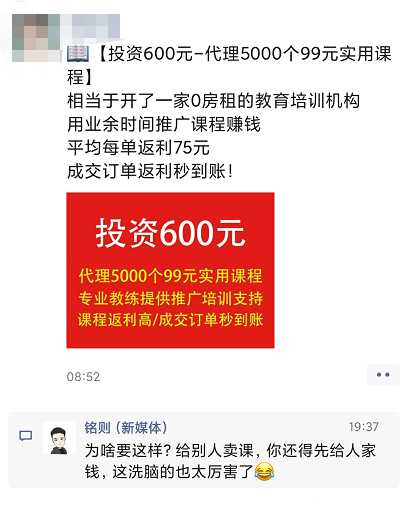 【投资600元-代理5000个99元实用课
程】
相当于开了一家0房租的教育培训机构
用业余时间推广课程赚钱
平均每单返利75元
成交订单返利秒到账！
投资600元
代理5000个99元实用课程
专业教练提供推广培训支持
课程返利高/成交订单秒到账
08:52
铭则（新媒体）
19:37
为啥要这样？给别人卖课，你还得先给人家
钱，这洗脑的也太厉害了😂